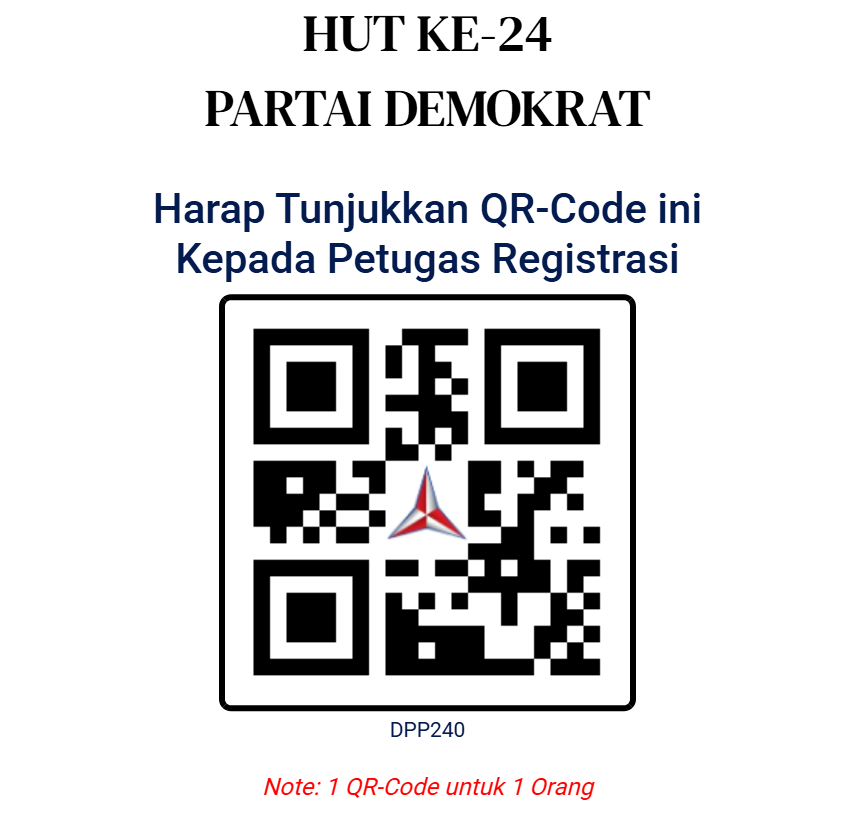 HUT KE-24
PARTAI DEMOKRAT
Harap Tunjukkan QR-Code ini
Kepada Petugas Registrasi
DPP240
Note: 1 QR-Code untuk 1 Orang